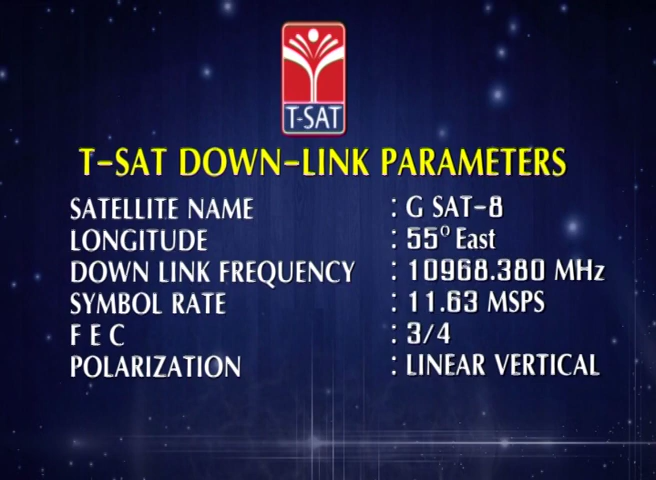 T-SAT
T-SAT DOWN-LINK PARAMETERS
SATELLITE NAME : G SAT-8
LONGITUDE : 55° East
DOWN LINK FREQUENCY : 10968.380 MHz
SYMBOL RATE : 11.63 MSPS
F E C : 3/4
POLARIZATION : LINEAR VERTICAL